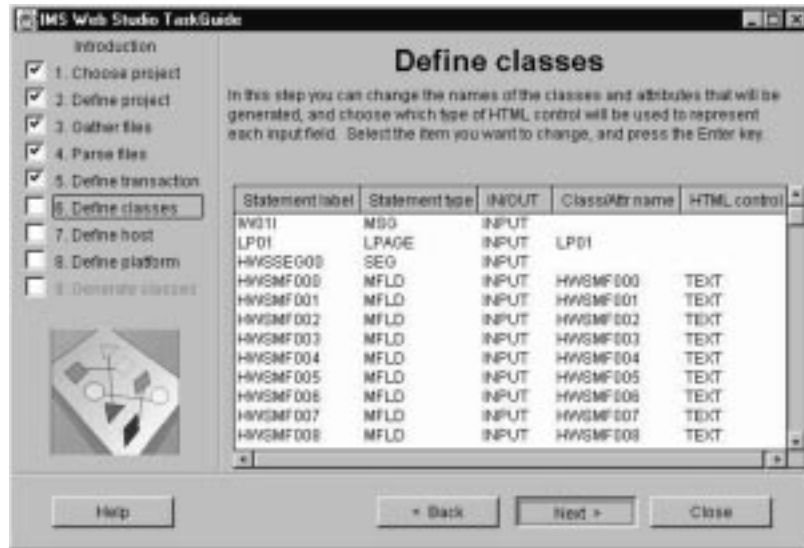 IMS Web Studio TaskGuide
Introduction
1. Choose project
2. Define project
3. Gather files
4. Parse files
5. Define transaction
6. Define classes
7. Define host
8. Define platform
9. Generate classes
Define classes
In this step you can change the names of the classes and attributes that will be
generated, and choose which type of HTML control will be used to represent
each input field. Select the item you want to change, and press the Enter key.
Statement label Statement type IN/OUT Class/Attr name HTML control
MSG INPUT
LP01 LPAGE INPUT LP01
HWSSEG00 SEG INPUT
HWSMF000 MFLD INPUT HWSMF000 TEXT
HWSMF001 MFLD INPUT HWSMF001 TEXT
HWSMF002 MFLD INPUT HWSMF002 TEXT
HWSMF003 MFLD INPUT HWSMF003 TEXT
HWSMF004 MFLD INPUT HWSMF004 TEXT
HWSMF005 MFLD INPUT HWSMF005 TEXT
HWSMF006 MFLD INPUT HWSMF006 TEXT
HWSMF007 MFLD INPUT HWSMF007 TEXT
HWSMF008 MFLD INPUT HWSMF008 TEXT
Help
< Back
Next >
Close